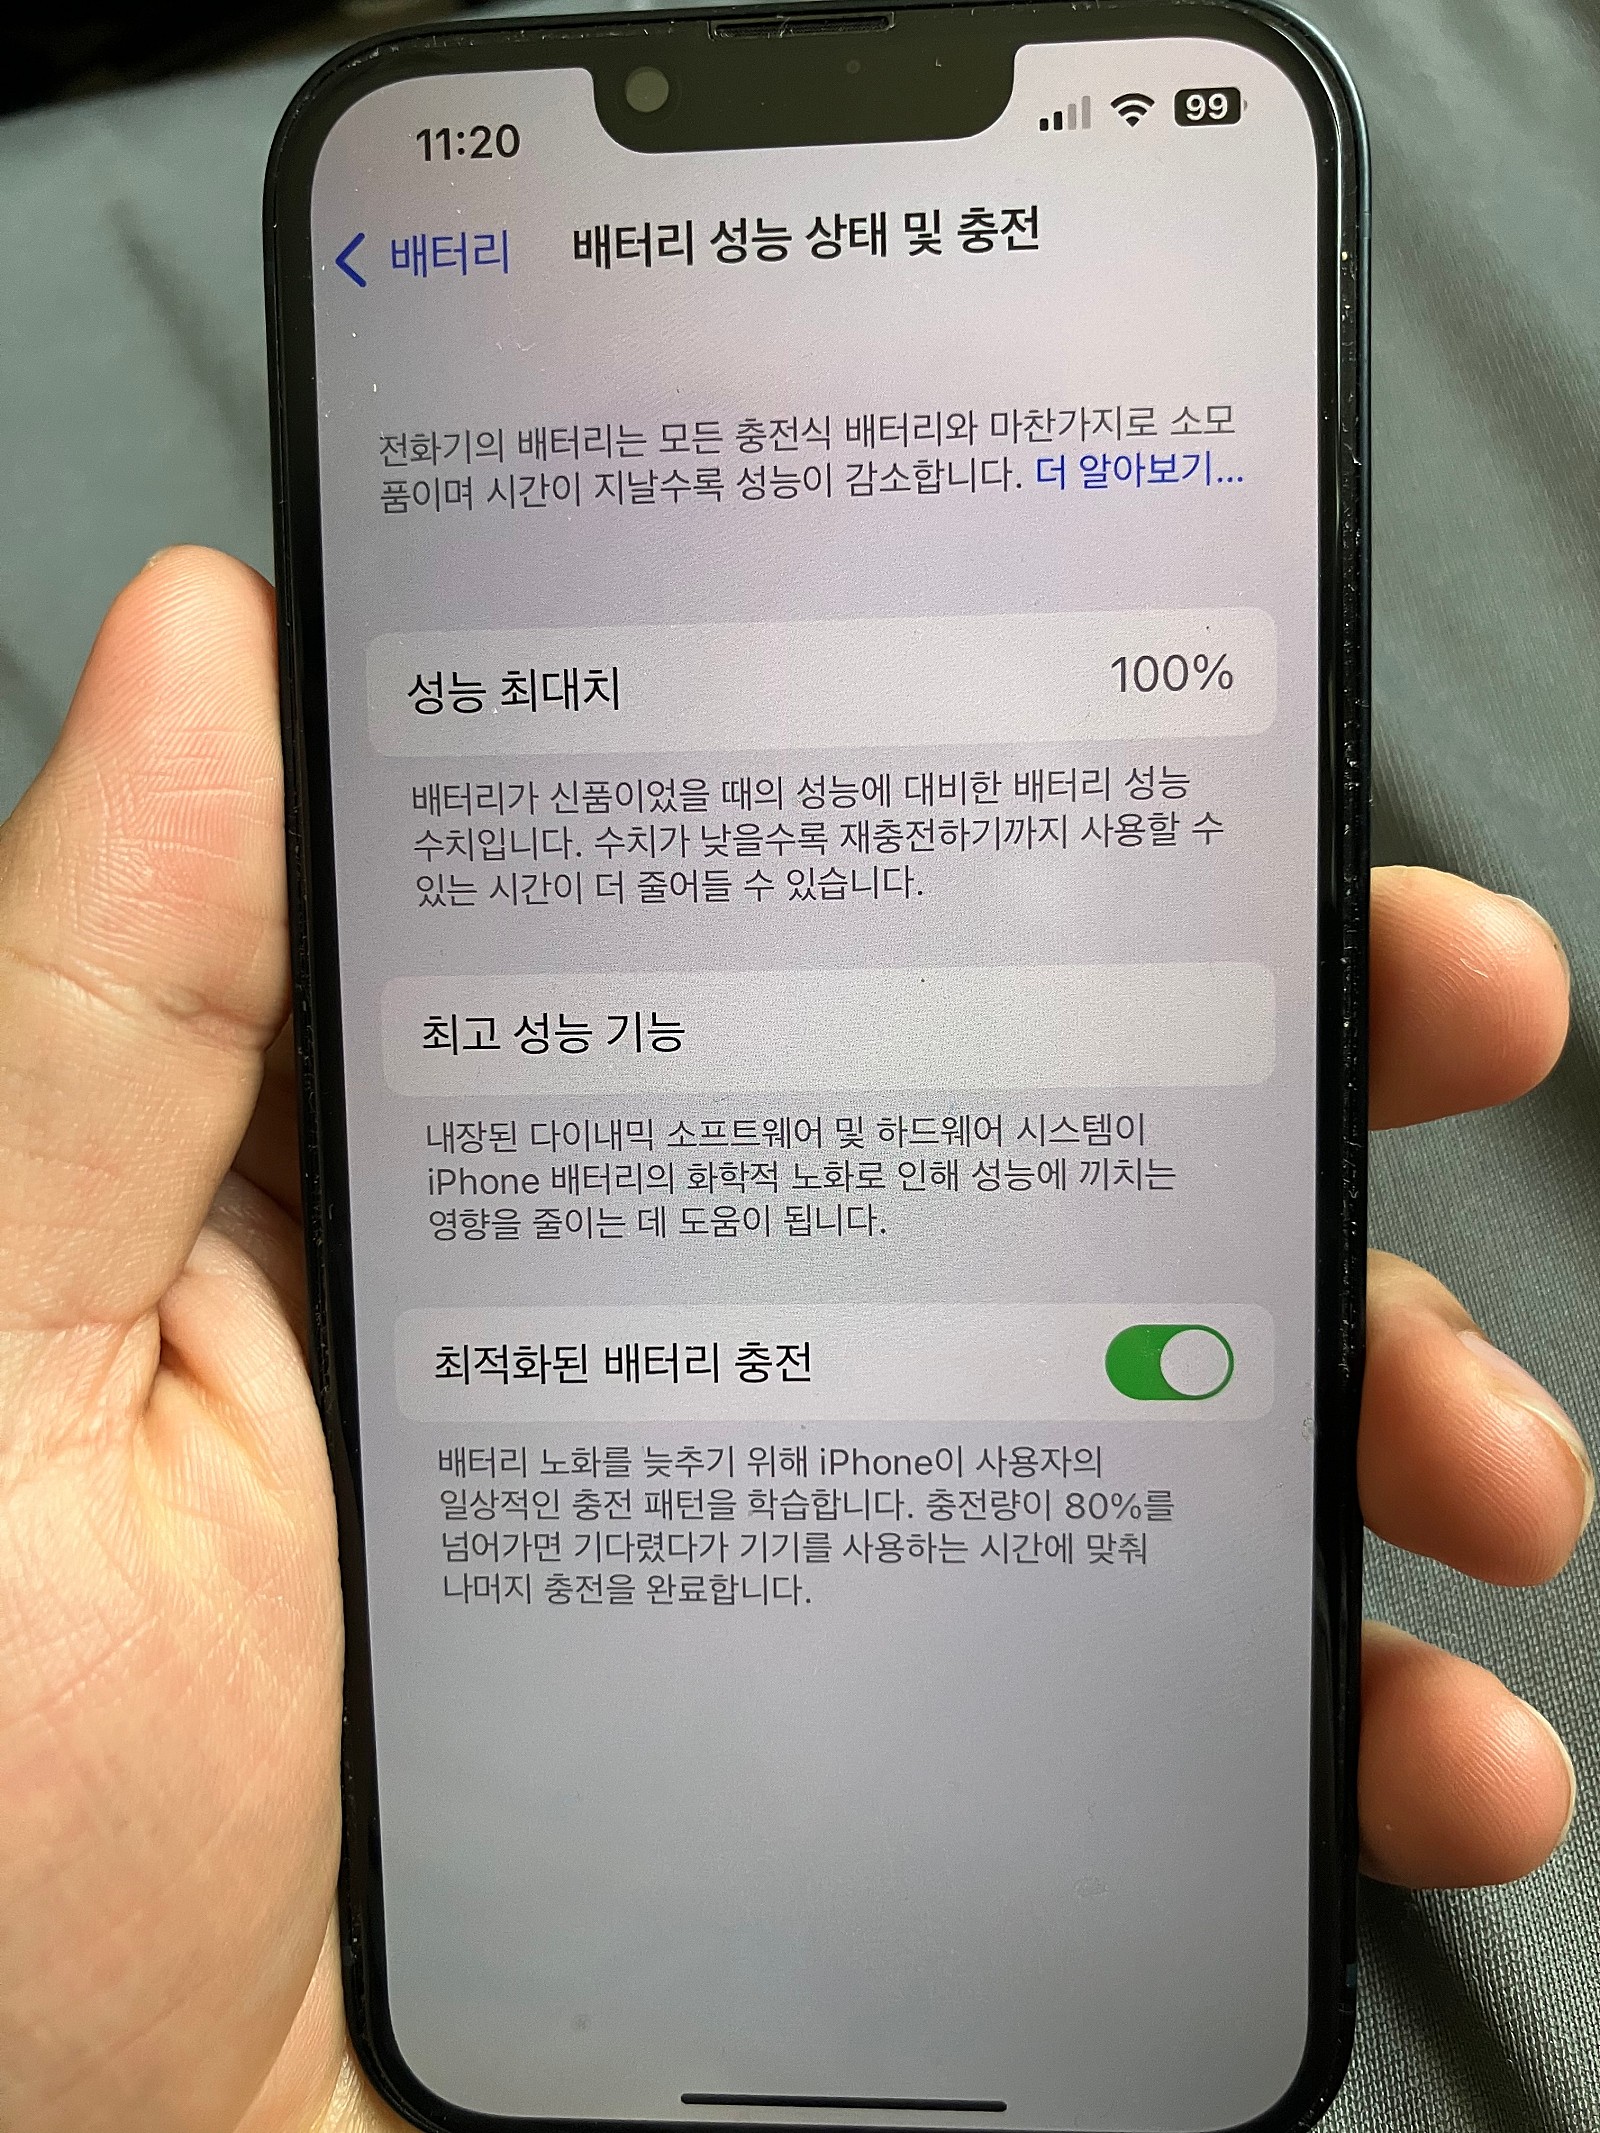 11:20
99
배터리
배터리 성능 상태 및 충전
전화기의 배터리는 모든 충전식 배터리와 마찬가지로 소모
품이며 시간이 지날수록 성능이 감소합니다. 더 알아보기...
성능 최대치
100%
배터리가 신품이었을 때의 성능에 대비한 배터리 성능
수치입니다. 수치가 낮을수록 재충전하기까지 사용할 수
있는 시간이 더 줄어들 수 있습니다.
최고 성능 기능
내장된 다이내믹 소프트웨어 및 하드웨어 시스템이
iPhone 배터리의 화학적 노화로 인해 성능에 끼치는
영향을 줄이는 데 도움이 됩니다.
최적화된 배터리 충전
배터리 노화를 늦추기 위해 iPhone이 사용자의
일상적인 충전 패턴을 학습합니다. 충전량이 80%를
넘어가면 기다렸다가 기기를 사용하는 시간에 맞춰
나머지 충전을 완료합니다.